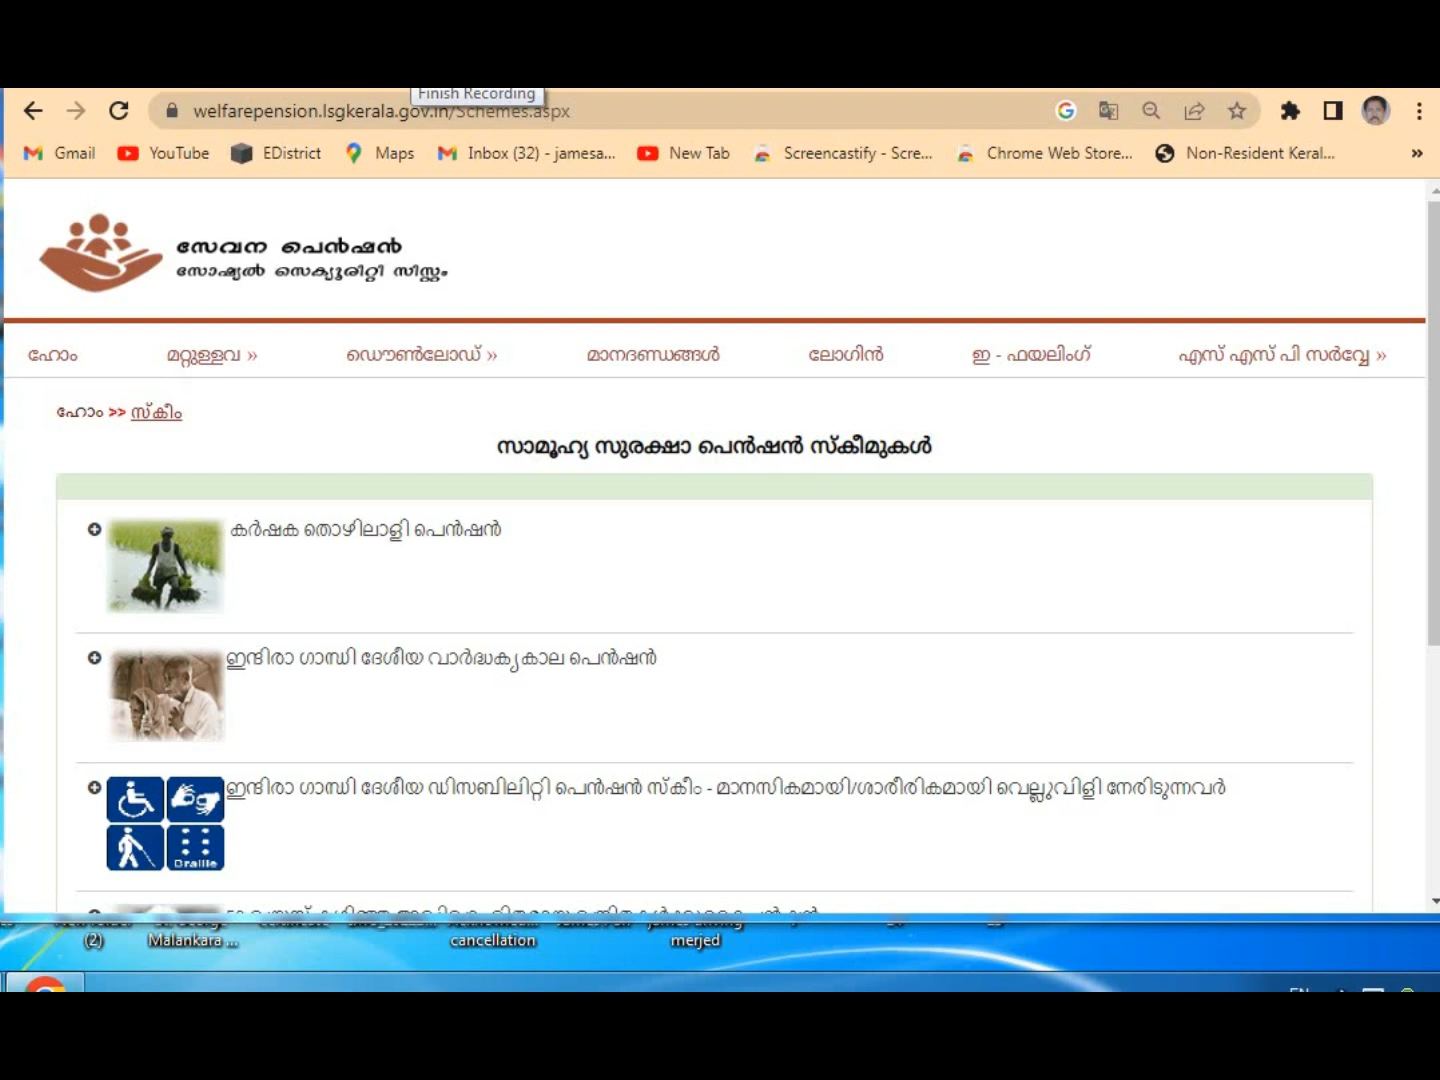 Finish Recording
welfarepension.lsgkerala.gov.in/Schemes.aspx
Gmail YouTube EDistrict Maps Inbox (32) - jamesa... New Tab Screencastify - Scre... Chrome Web Store... Non-Resident Keral... »
സേവന പെൻഷൻ
സോഷ്യൽ സെക്യൂരിറ്റി സിസ്റ്റം
ഹോം മറ്റുള്ളവ » ഡൌൺലോഡ് » മാനദണ്ഡങ്ങൾ ലോഗിൻ ഇ - ഫയലിംഗ് എസ് എസ് പി സർവ്വേ »
ഹോം >> സ്കീം
സാമൂഹ്യ സുരക്ഷാ പെൻഷൻ സ്കീമുകൾ
കർഷക തൊഴിലാളി പെൻഷൻ
ഇന്ദിരാ ഗാന്ധി ദേശീയ വാർദ്ധക്യകാല പെൻഷൻ
ഇന്ദിരാ ഗാന്ധി ദേശീയ ഡിസബിലിറ്റി പെൻഷൻ സ്കീം - മാനസികമായി/ശാരീരികമായി വെല്ലുവിളി നേരിടുന്നവർ
Braille
(2) Malankara ... cancellation merjed